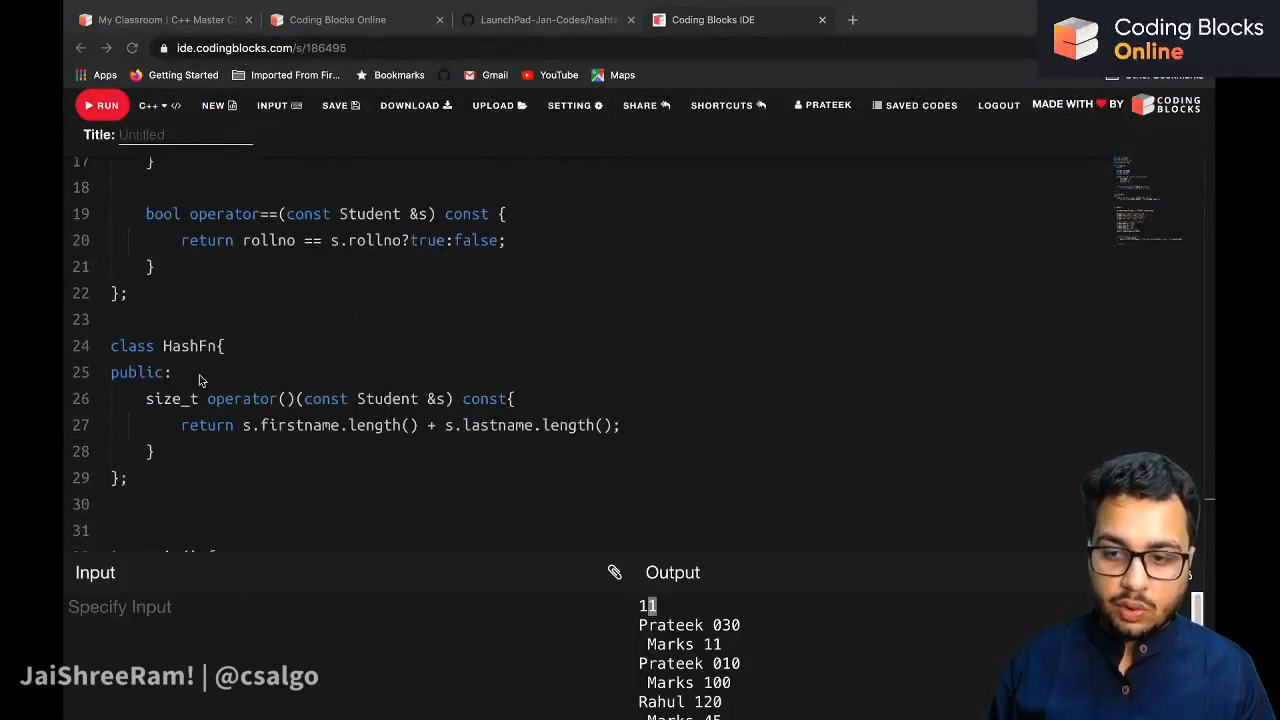 My Classroom | C++ Master C
Coding Blocks Online
LaunchPad-Jan-Codes/hashta
Coding Blocks IDE
Coding Blocks
Online
ide.codingblocks.com/s/186495
Apps
Getting Started
Imported From Fir...
Bookmarks
Gmail
YouTube
Maps
Other Bookmarks
RUN
C++
NEW
INPUT
SAVE
DOWNLOAD
UPLOAD
SETTING
SHARE
SHORTCUTS
PRATEEK
SAVED CODES
LOGOUT
MADE WITH ❤ BY
CODING BLOCKS
Title: Untitled
17 }
18
19 bool operator==(const Student &s) const {
20 return rollno == s.rollno?true:false;
21 }
22 };
23
24 class HashFn{
25 public:
26 size_t operator()(const Student &s) const{
27 return s.firstname.length() + s.lastname.length();
28 }
29 };
30
31
Input
Output
Specify Input
11
Prateek 030
Marks 11
Prateek 010
Marks 100
Rahul 120
Marks 45
JaiShreeRam! | @csalgo